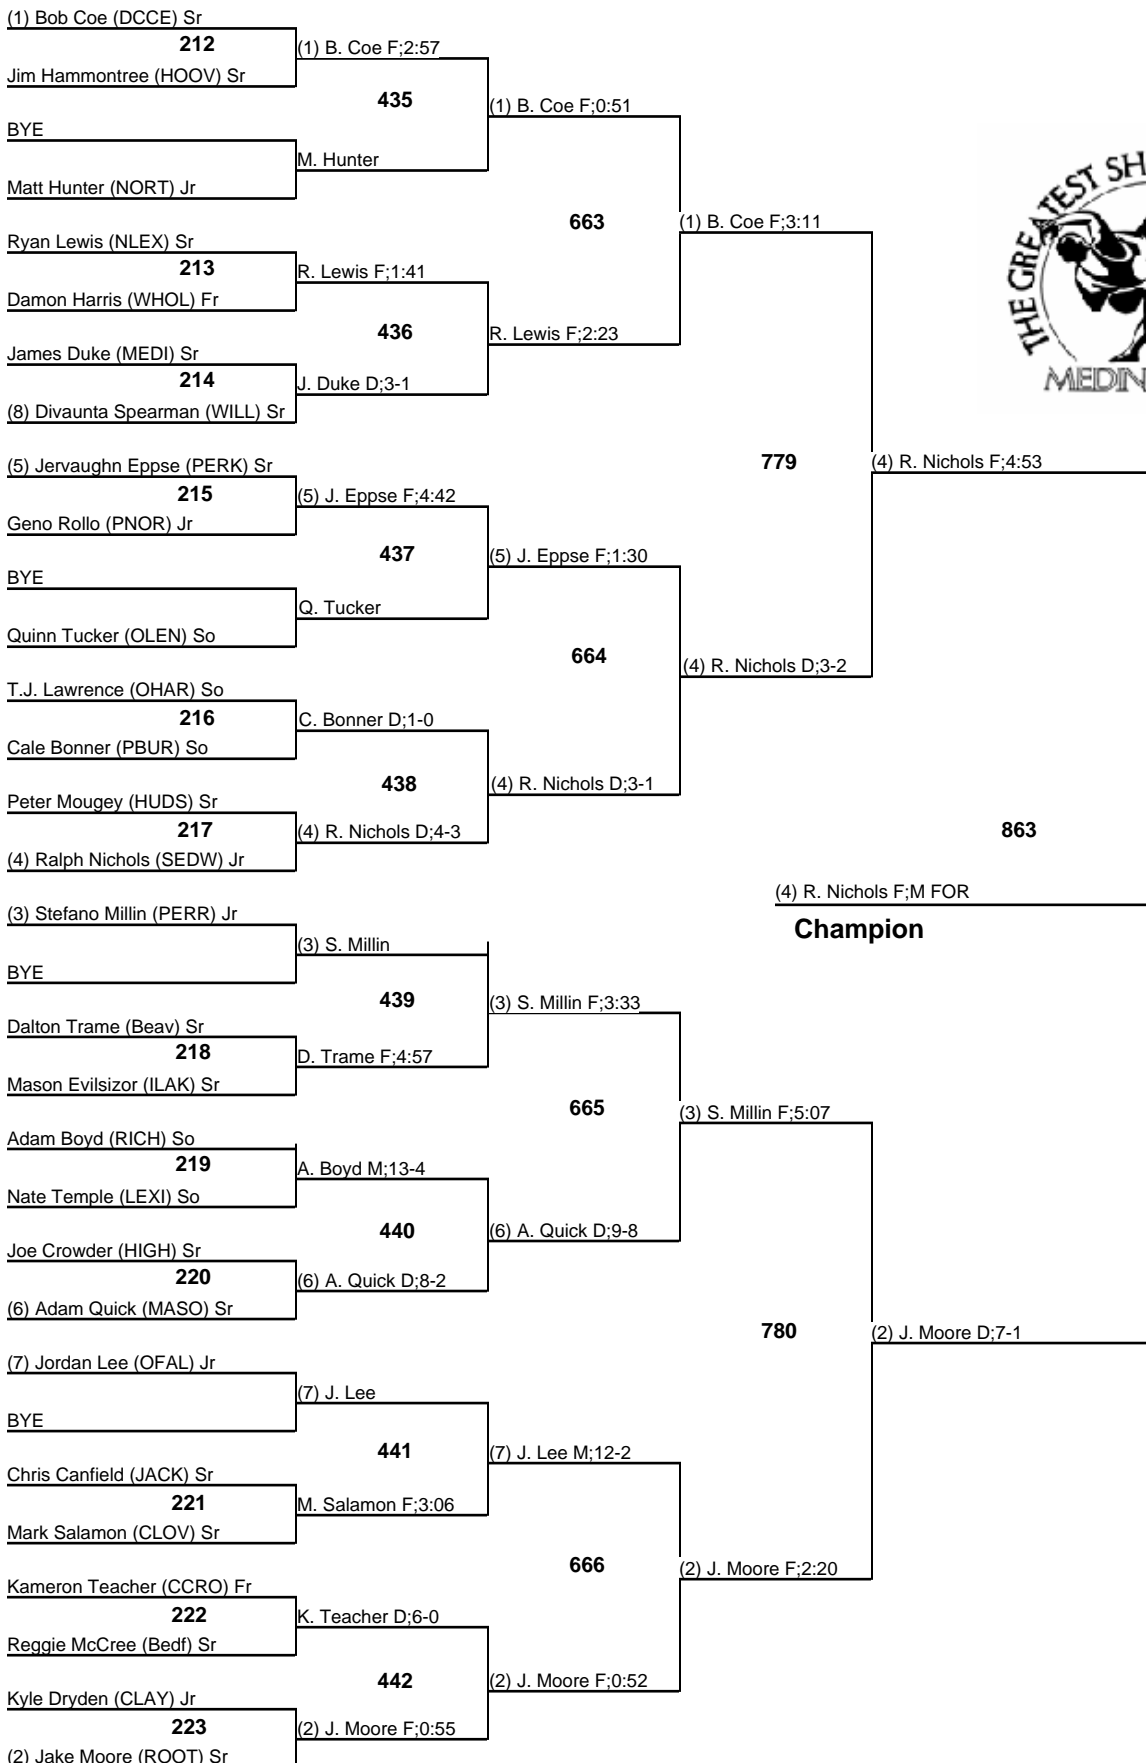 (1) Bob Coe (DCCE) Sr
212
(1) B. Coe F;2:57
Jim Hammontree (HOOV) Sr
435
(1) B. Coe F;0:51
BYE
M. Hunter
Matt Hunter (NORT) Jr
663
(1) B. Coe F;3:11
Ryan Lewis (NLEX) Sr
213
R. Lewis F;1:41
Damon Harris (WHOL) Fr
436
R. Lewis F;2:23
James Duke (MEDI) Sr
214
J. Duke D;3-1
(8) Divaunta Spearman (WILL) Sr
THE GREATEST SH
MEDIN
779
(4) R. Nichols F;4:53
(5) Jervaughn Eppse (PERK) Sr
215
(5) J. Eppse F;4:42
Geno Rollo (PNOR) Jr
437
(5) J. Eppse F;1:30
BYE
Q. Tucker
Quinn Tucker (OLEN) So
664
(4) R. Nichols D;3-2
T.J. Lawrence (OHAR) So
216
C. Bonner D;1-0
Cale Bonner (PBUR) So
438
(4) R. Nichols D;3-1
Peter Mougey (HUDS) Sr
217
(4) R. Nichols D;4-3
(4) Ralph Nichols (SEDW) Jr
863
(4) R. Nichols F;M FOR
Champion
(3) Stefano Millin (PERR) Jr
(3) S. Millin
BYE
439
(3) S. Millin F;3:33
Dalton Trame (Beav) Sr
218
D. Trame F;4:57
Mason Evilsizor (ILAK) Sr
665
(3) S. Millin F;5:07
Adam Boyd (RICH) So
219
A. Boyd M;13-4
Nate Temple (LEXI) So
440
(6) A. Quick D;9-8
Joe Crowder (HIGH) Sr
220
(6) A. Quick D;8-2
(6) Adam Quick (MASO) Sr
780
(2) J. Moore D;7-1
(7) Jordan Lee (OFAL) Jr
(7) J. Lee
BYE
441
(7) J. Lee M;12-2
Chris Canfield (JACK) Sr
221
M. Salamon F;3:06
Mark Salamon (CLOV) Sr
666
(2) J. Moore F;2:20
Kameron Teacher (CCRO) Fr
222
K. Teacher D;6-0
Reggie McCree (Bedf) Sr
442
(2) J. Moore F;0:52
Kyle Dryden (CLAY) Jr
223
(2) J. Moore F;0:55
(2) Jake Moore (ROOT) Sr